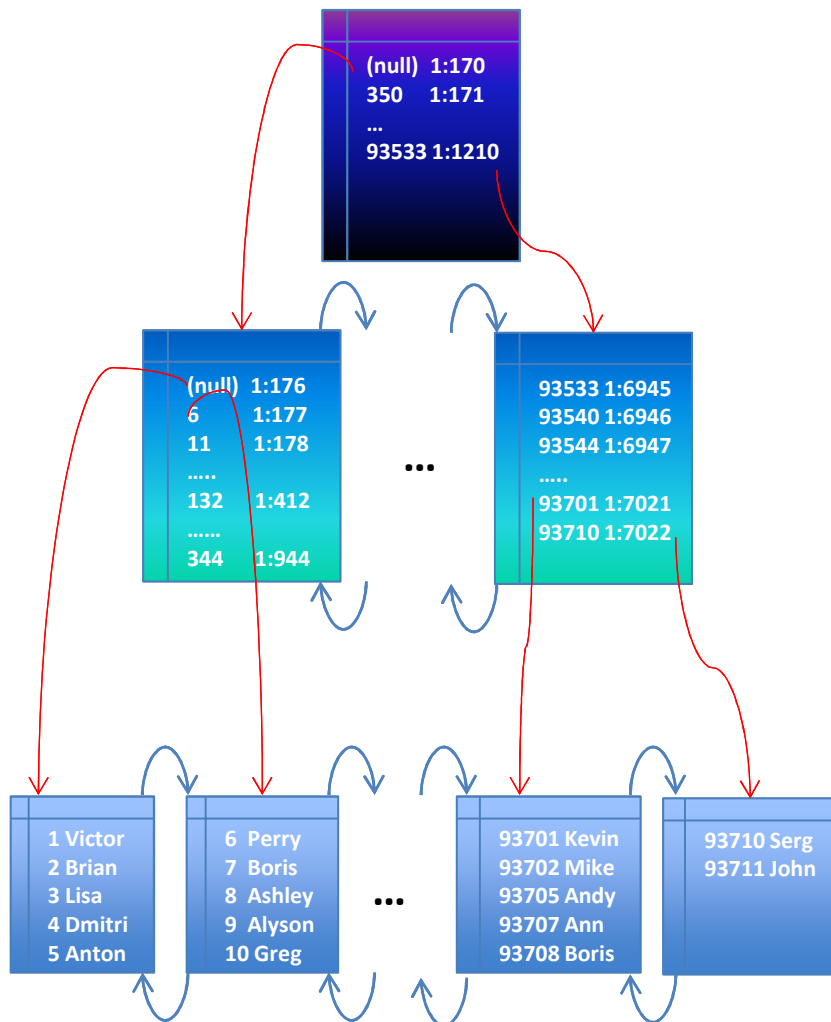 (null) 1:170
350 1:171
...
93533 1:1210
(null) 1:176
6 1:177
11 1:178
.....
132 1:412
......
344 1:944
...
93533 1:6945
93540 1:6946
93544 1:6947
.....
93701 1:7021
93710 1:7022
1 Victor
2 Brian
3 Lisa
4 Dmitri
5 Anton
6 Perry
7 Boris
8 Ashley
9 Alyson
10 Greg
...
93701 Kevin
93702 Mike
93705 Andy
93707 Ann
93708 Boris
93710 Serg
93711 John